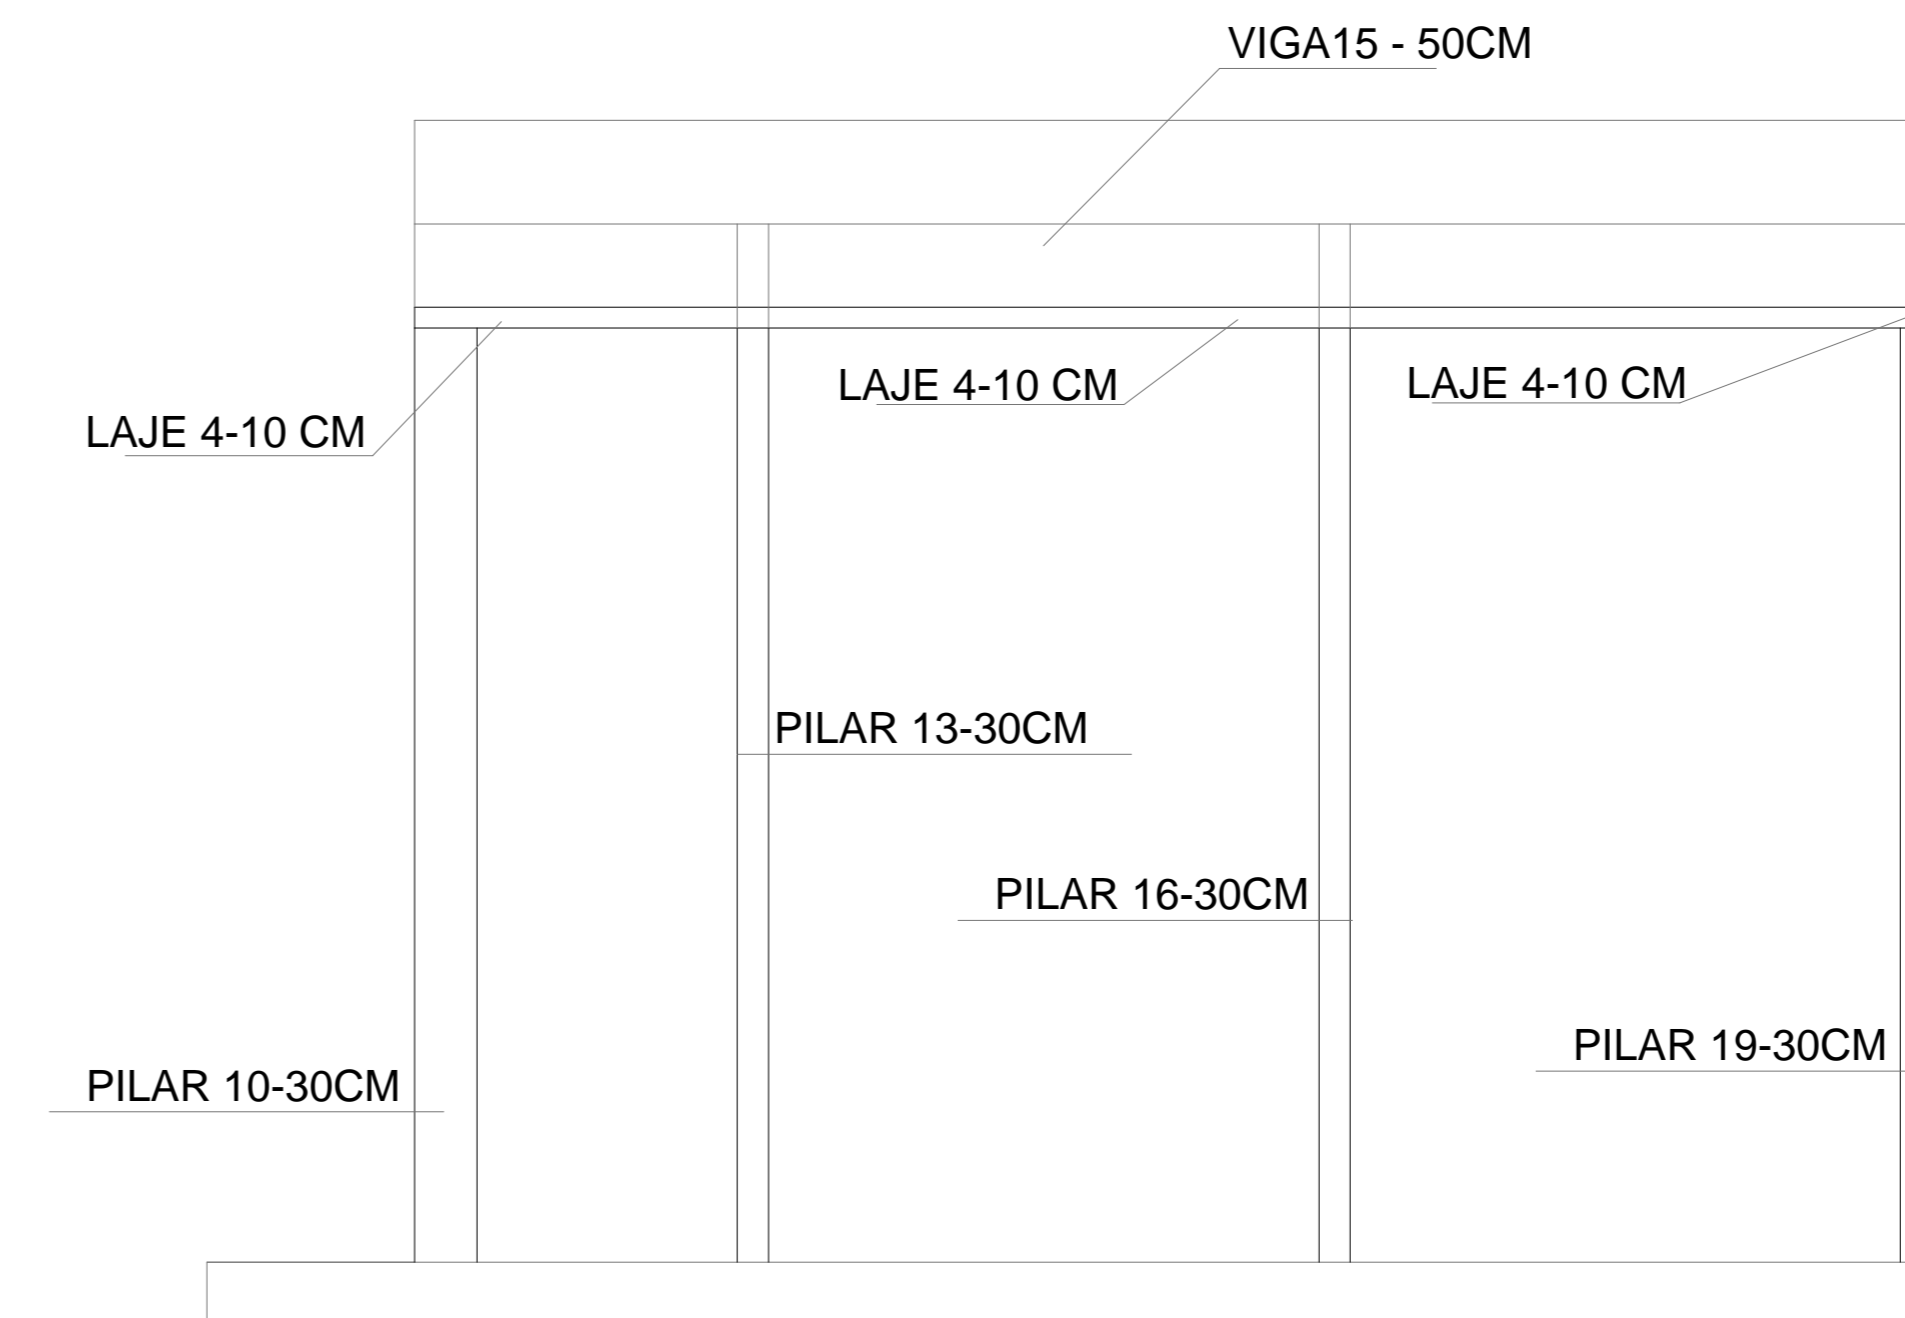 VIGA15 - 50CM
LAJE 4-10 CM
LAJE 4-10 CM
LAJE 4-10 CM
PILAR 13-30CM
PILAR 16-30CM
PILAR 19-30CM
PILAR 10-30CM